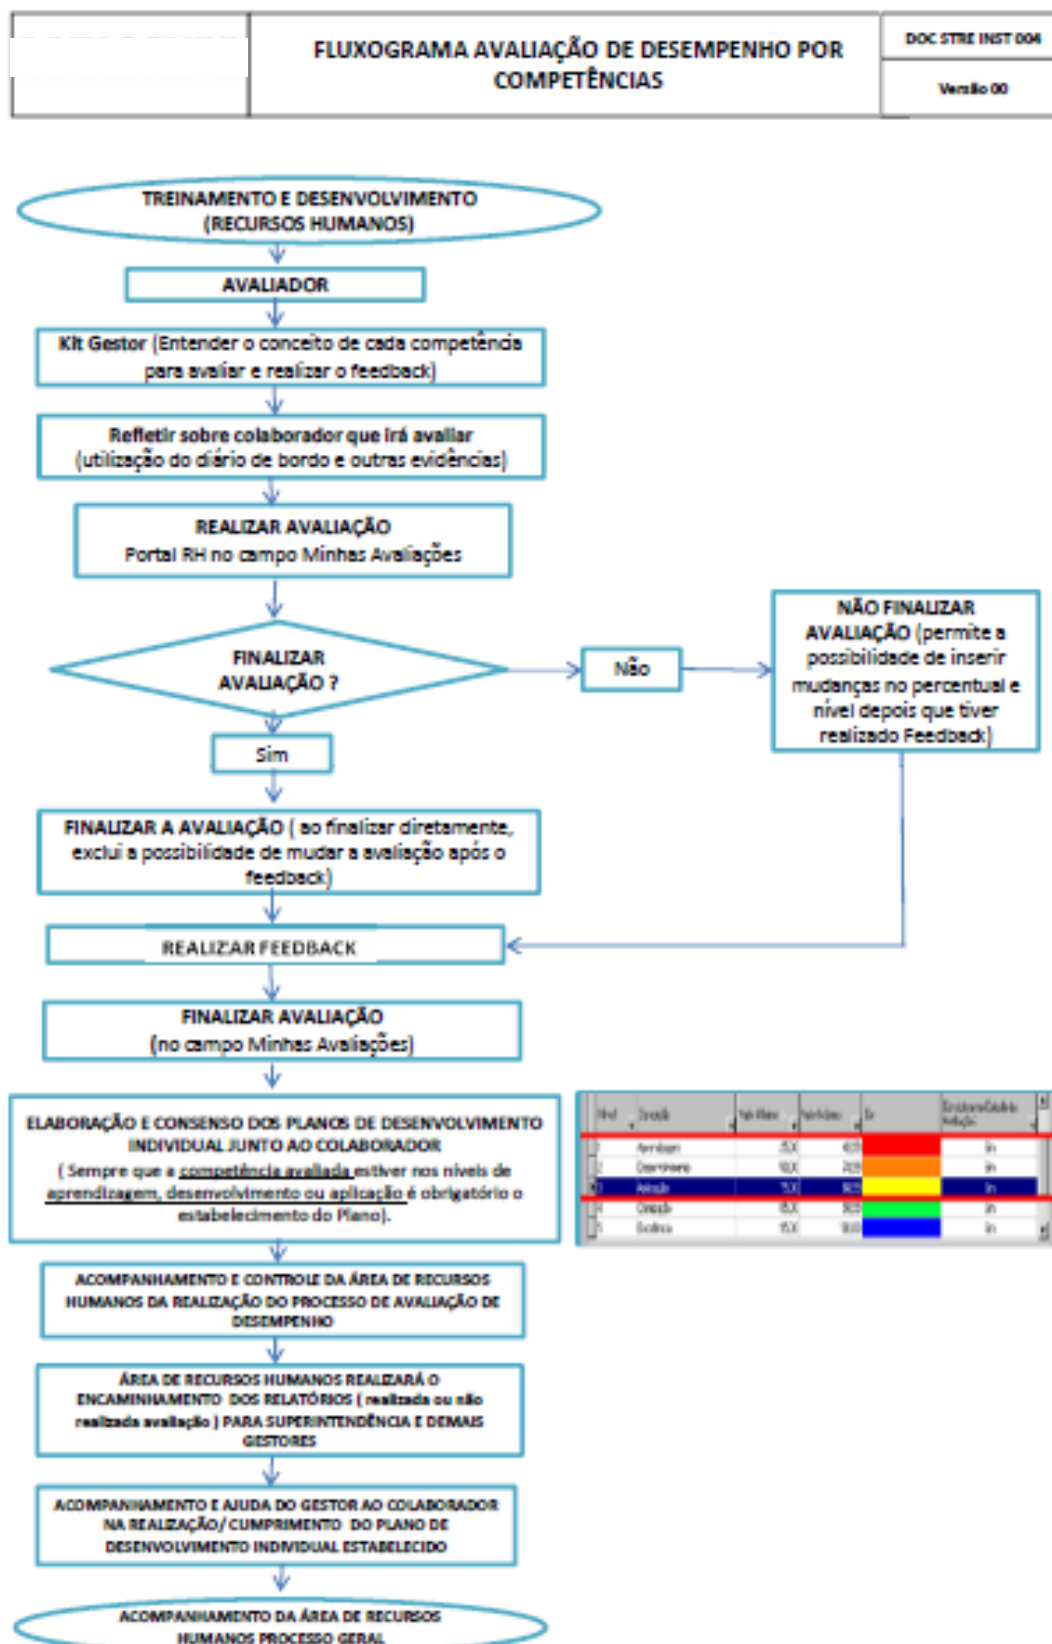 FLUXOGRAMA AVALIAÇÃO DE DESEMPENHO POR
COMPETÊNCIAS
DOC STRE INST 004
Versão 00
TREINAMENTO E DESENVOLVIMENTO
(RECURSOS HUMANOS)
AVALIADOR
Kit Gestor (Entender o conceito de cada competência
para avaliar e realizar o feedback)
Refletir sobre colaborador que irá avaliar
(utilização do diário de bordo e outras evidências)
REALIZAR AVALIAÇÃO
Portal RH no campo Minhas Avaliações
FINALIZAR
AVALIAÇÃO ?
Não
NÃO FINALIZAR
AVALIAÇÃO (permite a
possibilidade de inserir
mudanças no percentual e
nível depois que tiver
realizado Feedback)
Sim
FINALIZAR A AVALIAÇÃO ( ao finalizar diretamente,
exclui a possibilidade de mudar a avaliação após o
feedback)
REALIZAR FEEDBACK
FINALIZAR AVALIAÇÃO
(no campo Minhas Avaliações)
ELABORAÇÃO E CONSENSO DOS PLANOS DE DESENVOLVIMENTO
INDIVIDUAL JUNTO AO COLABORADOR
( Sempre que a competência avaliada estiver nos níveis de
aprendizagem, desenvolvimento ou aplicação é obrigatório o
estabelecimento do Plano).
ACOMPANHAMENTO E CONTROLE DA ÁREA DE RECURSOS
HUMANOS DA REALIZAÇÃO DO PROCESSO DE AVALIAÇÃO DE
DESEMPENHO
ÁREA DE RECURSOS HUMANOS REALIZARÁ O
ENCAMINHAMENTO DOS RELATÓRIOS ( realizada ou não
realizada avaliação ) PARA SUPERINTENDÊNCIA E DEMAIS
GESTORES
ACOMPANHAMENTO E AJUDA DO GESTOR AO COLABORADOR
NA REALIZAÇÃO/ CUMPRIMENTO DO PLANO DE
DESENVOLVIMENTO INDIVIDUAL ESTABELECIDO
ACOMPANHAMENTO DA ÁREA DE RECURSOS
HUMANOS PROCESSO GERAL